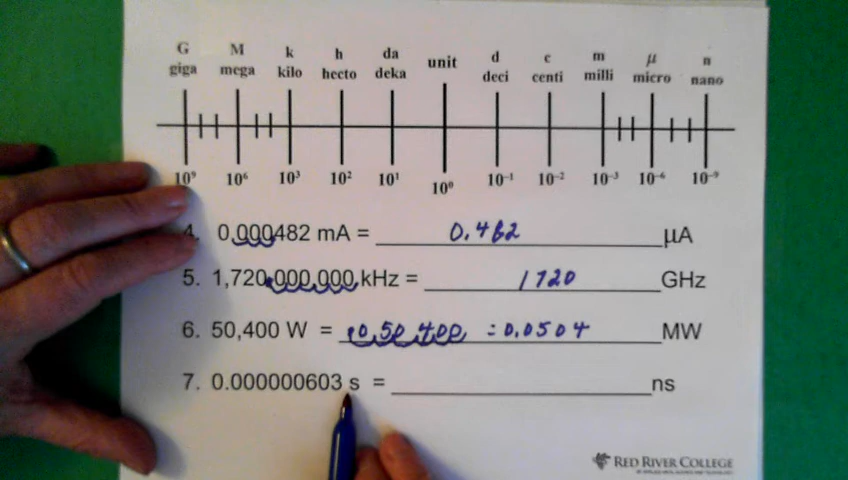 G M k h da unit d c m μ n
giga mega kilo hecto deka deci centi milli micro nano
10⁹ 10⁶ 10³ 10² 10¹ 10⁰ 10⁻¹ 10⁻² 10⁻³ 10⁻⁶ 10⁻⁹
4. 0.000482 mA = 0.482 μA
5. 1,720,000,000 kHz = 1720 GHz
6. 50,400 W = .050,400 = 0.0504 MW
7. 0.000000603 s = ns
RED RIVER COLLEGE